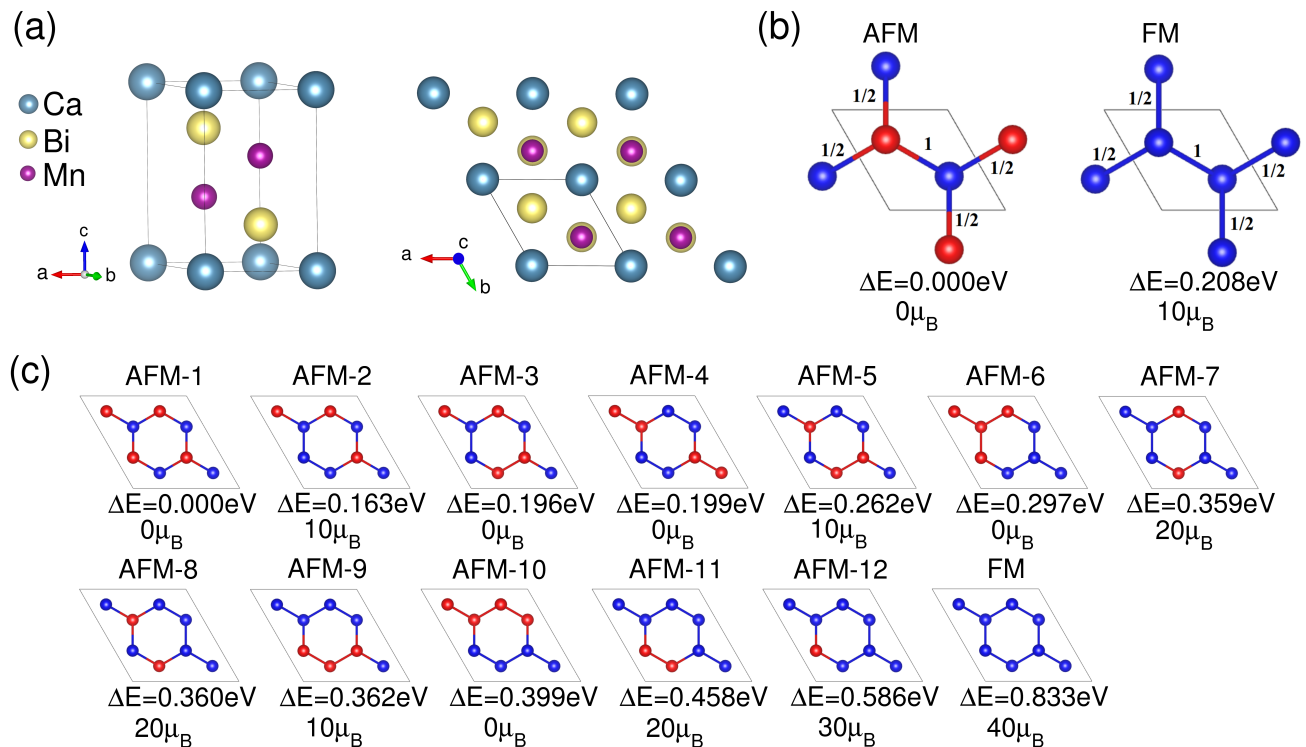 (a)
Ca
Bi
Mn
c
a
b
a
c
b
(b)
AFM
FM
1/2
1/2
1
1/2
1/2
1/2
1/2
1
1/2
1/2
ΔE=0.000eV
0μB
ΔE=0.208eV
10μB
(c)
AFM-1
AFM-2
AFM-3
AFM-4
AFM-5
AFM-6
AFM-7
ΔE=0.000eV
ΔE=0.163eV
ΔE=0.196eV
ΔE=0.199eV
ΔE=0.262eV
ΔE=0.297eV
ΔE=0.359eV
0μB
10μB
0μB
0μB
10μB
0μB
20μB
AFM-8
AFM-9
AFM-10
AFM-11
AFM-12
FM
ΔE=0.360eV
ΔE=0.362eV
ΔE=0.399eV
ΔE=0.458eV
ΔE=0.586eV
ΔE=0.833eV
20μB
10μB
0μB
20μB
30μB
40μB